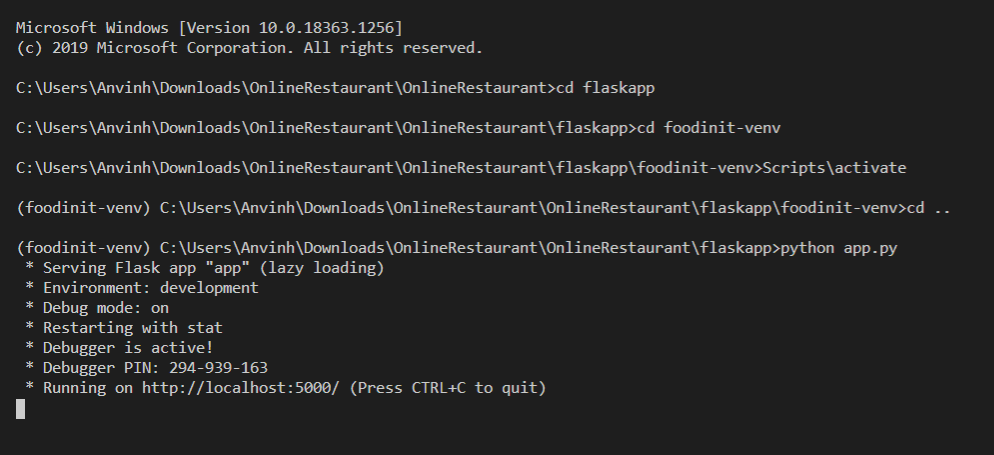 Microsoft Windows [Version 10.0.18363.1256]
(c) 2019 Microsoft Corporation. All rights reserved.
C:\Users\Anvinh\Downloads\OnlineRestaurant\OnlineRestaurant>cd flaskapp
C:\Users\Anvinh\Downloads\OnlineRestaurant\OnlineRestaurant\flaskapp>cd foodinit-venv
C:\Users\Anvinh\Downloads\OnlineRestaurant\OnlineRestaurant\flaskapp\foodinit-venv>Scripts\activate
(foodinit-venv) C:\Users\Anvinh\Downloads\OnlineRestaurant\OnlineRestaurant\flaskapp\foodinit-venv>cd ..
(foodinit-venv) C:\Users\Anvinh\Downloads\OnlineRestaurant\OnlineRestaurant\flaskapp>python app.py
 * Serving Flask app "app" (lazy loading)
 * Environment: development
 * Debug mode: on
 * Restarting with stat
 * Debugger is active!
 * Debugger PIN: 294-939-163
 * Running on http://localhost:5000/ (Press CTRL+C to quit)